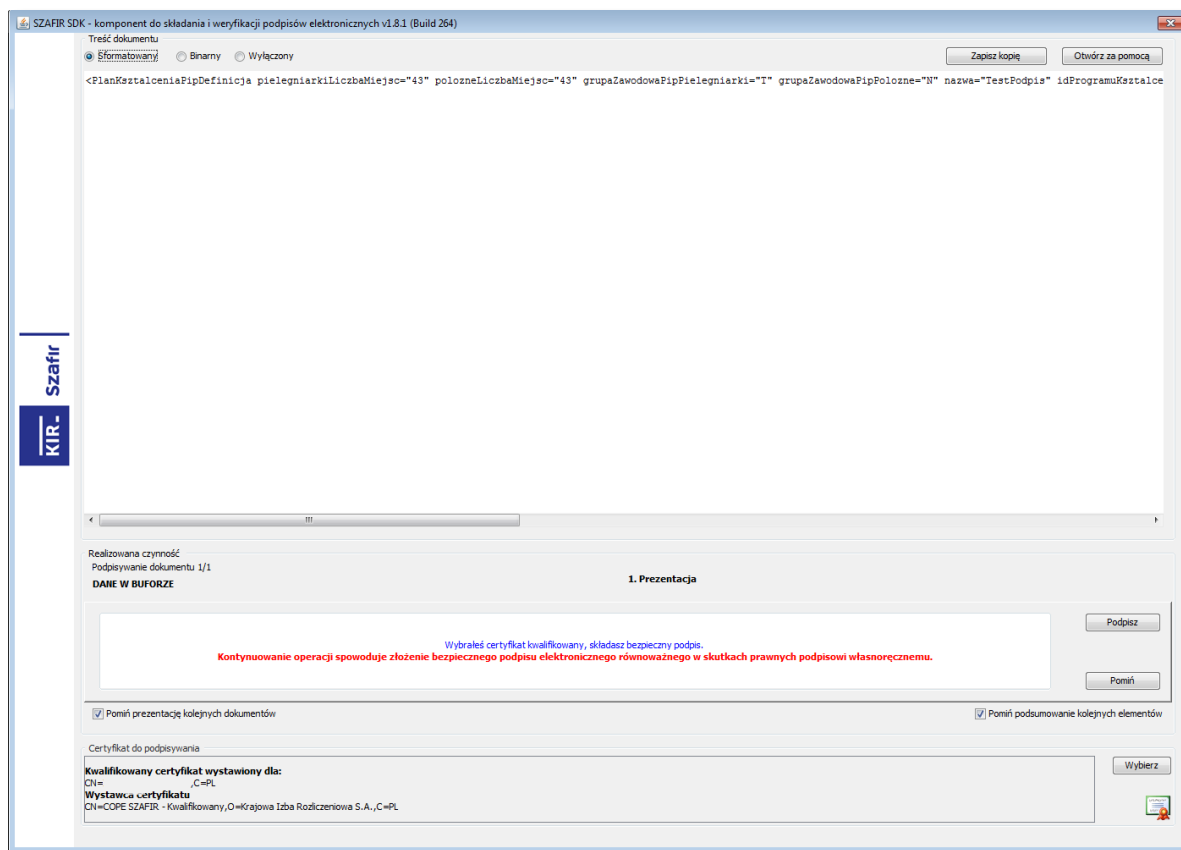 SZAFIR SDK - komponent do składania i weryfikacji podpisów elektronicznych v1.8.1 (Build 264)
Treść dokumentu
Sformatowany Binarny Wyłączony Zapisz kopię Otwórz za pomocą
<PlanKsztalceniaPipDefinicja pielegniarkiLiczbaMiejsc="43" polozneLiczbaMiejsc="43" grupaZawodowaPipPielegniarki="T" grupaZawodowaPipPolozne="N" nazwa="TestPodpis" idProgramuKsztalce
Szafir
KIR.
Realizowana czynność
Podpisywanie dokumentu 1/1
DANE W BUFORZE
1. Prezentacja
Wybrałeś certyfikat kwalifikowany, składasz bezpieczny podpis.
Kontynuowanie operacji spowoduje złożenie bezpiecznego podpisu elektronicznego równoważnego w skutkach prawnych podpisowi własnoręcznemu.
Podpisz
Pomiń
Pomiń prezentację kolejnych dokumentów Pomiń podsumowanie kolejnych elementów
Certyfikat do podpisywania
Kwalifikowany certyfikat wystawiony dla:
CN= ,C=PL
Wystawca certyfikatu
CN=COPE SZAFIR - Kwalifikowany,O=Krajowa Izba Rozliczeniowa S.A.,C=PL
Wybierz